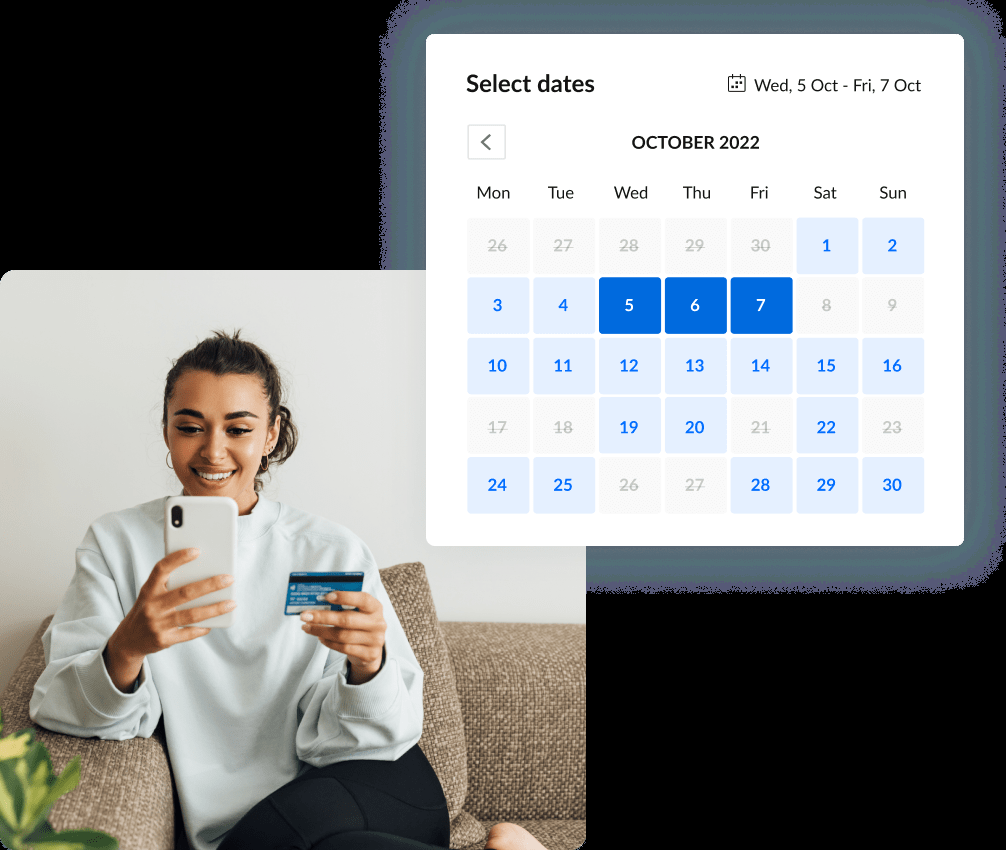 Select dates
Wed, 5 Oct - Fri, 7 Oct
OCTOBER 2022
Mon Tue Wed Thu Fri Sat Sun
26 27 28 29 30 1 2
3 4 5 6 7 8 9
10 11 12 13 14 15 16
17 18 19 20 21 22 23
24 25 26 27 28 29 30